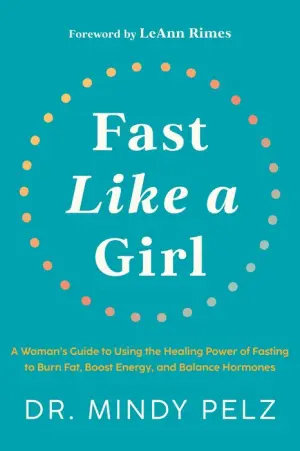 Foreword by LeAnn Rimes
Fast
Like a
Girl
A Woman's Guide to Using the Healing Power of Fasting
to Burn Fat, Boost Energy, and Balance Hormones
DR. MINDY PELZ